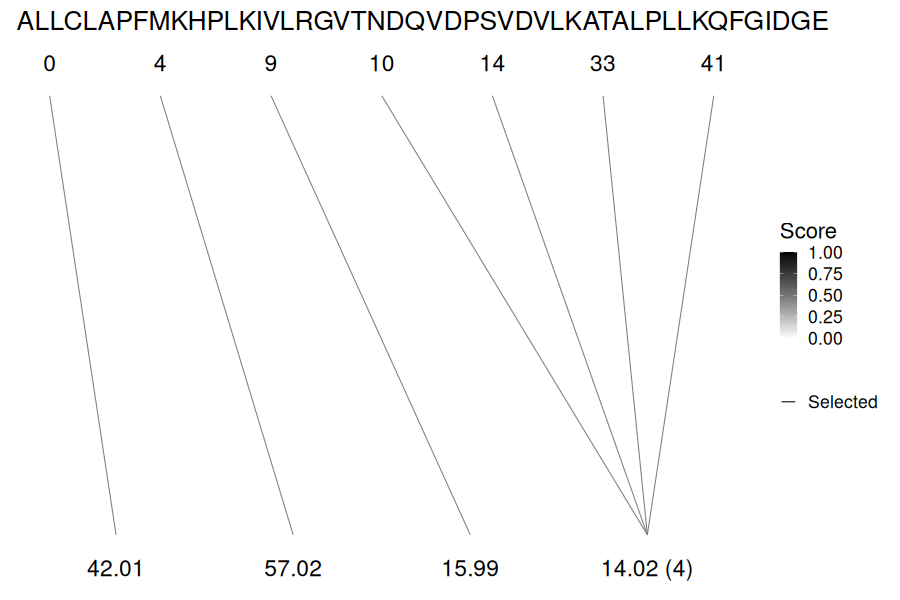 ALLCLAPFMKHPLKIVLRGVTNDQVDPSVDVLKATALPLLKQFGIDGE
0 4 9 10 14 33 41
Score
1.00
0.75
0.50
0.25
0.00
Selected
42.01 57.02 15.99 14.02 (4)